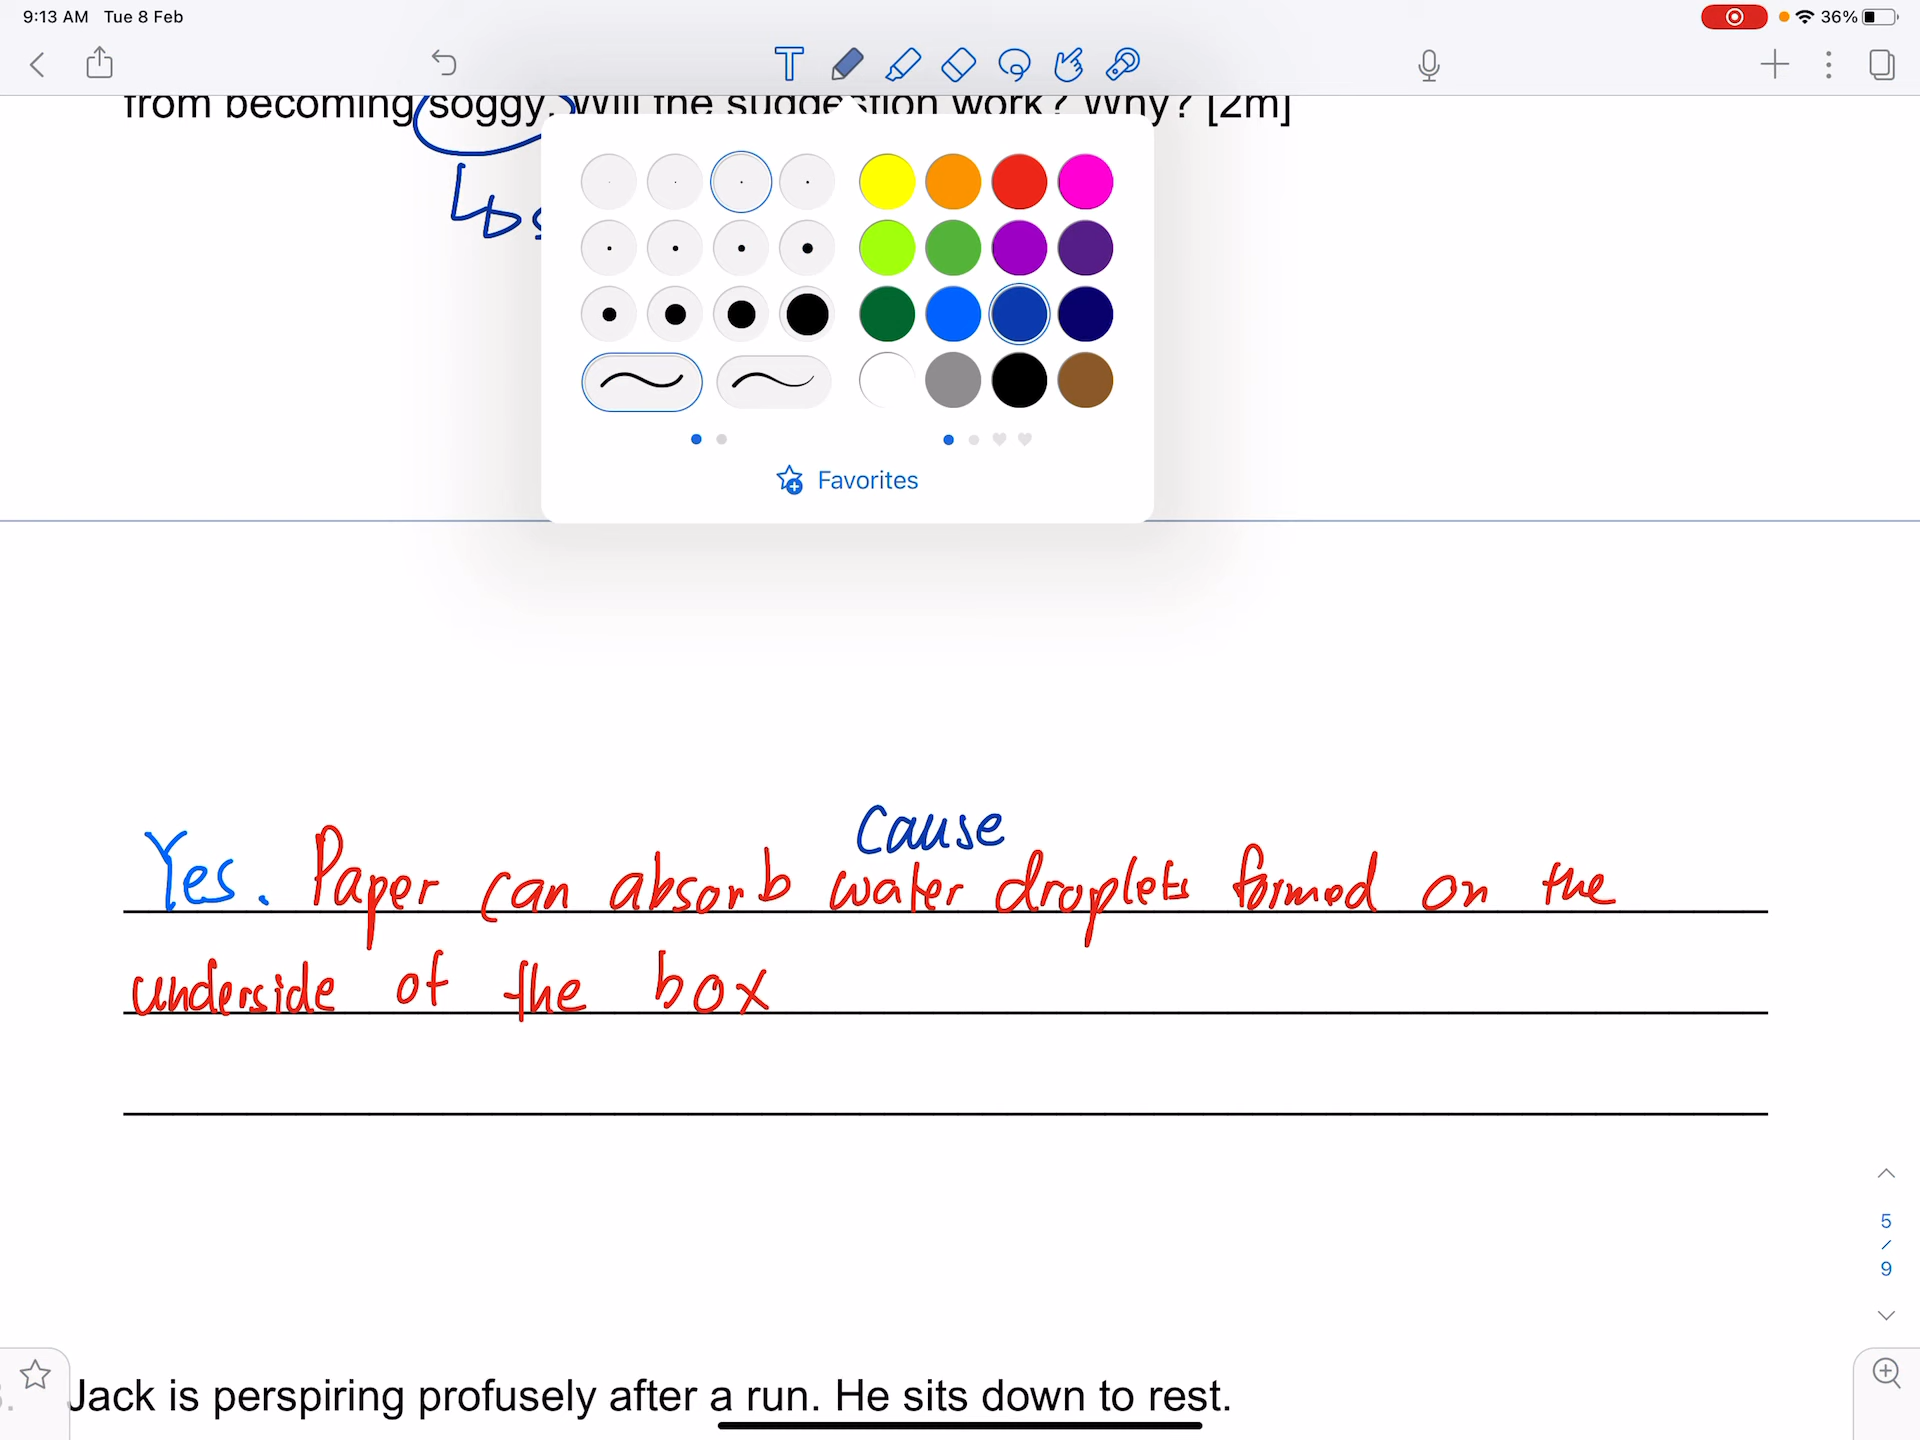 9:13 AM Tue 8 Feb
36%
from becoming soggy. Will the suggestion work? Why? [2m]
Favorites
Cause
Yes. Paper can absorb water droplets formed on the
underside of the box
5
/
9
Jack is perspiring profusely after a run. He sits down to rest.